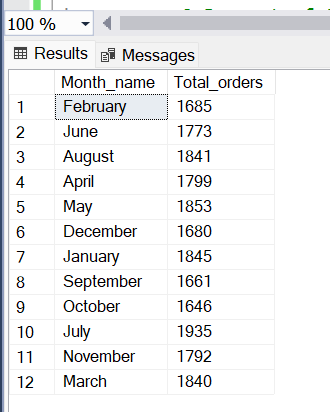 100 %
Results Messages
Month_name Total_orders
1 February 1685
2 June 1773
3 August 1841
4 April 1799
5 May 1853
6 December 1680
7 January 1845
8 September 1661
9 October 1646
10 July 1935
11 November 1792
12 March 1840